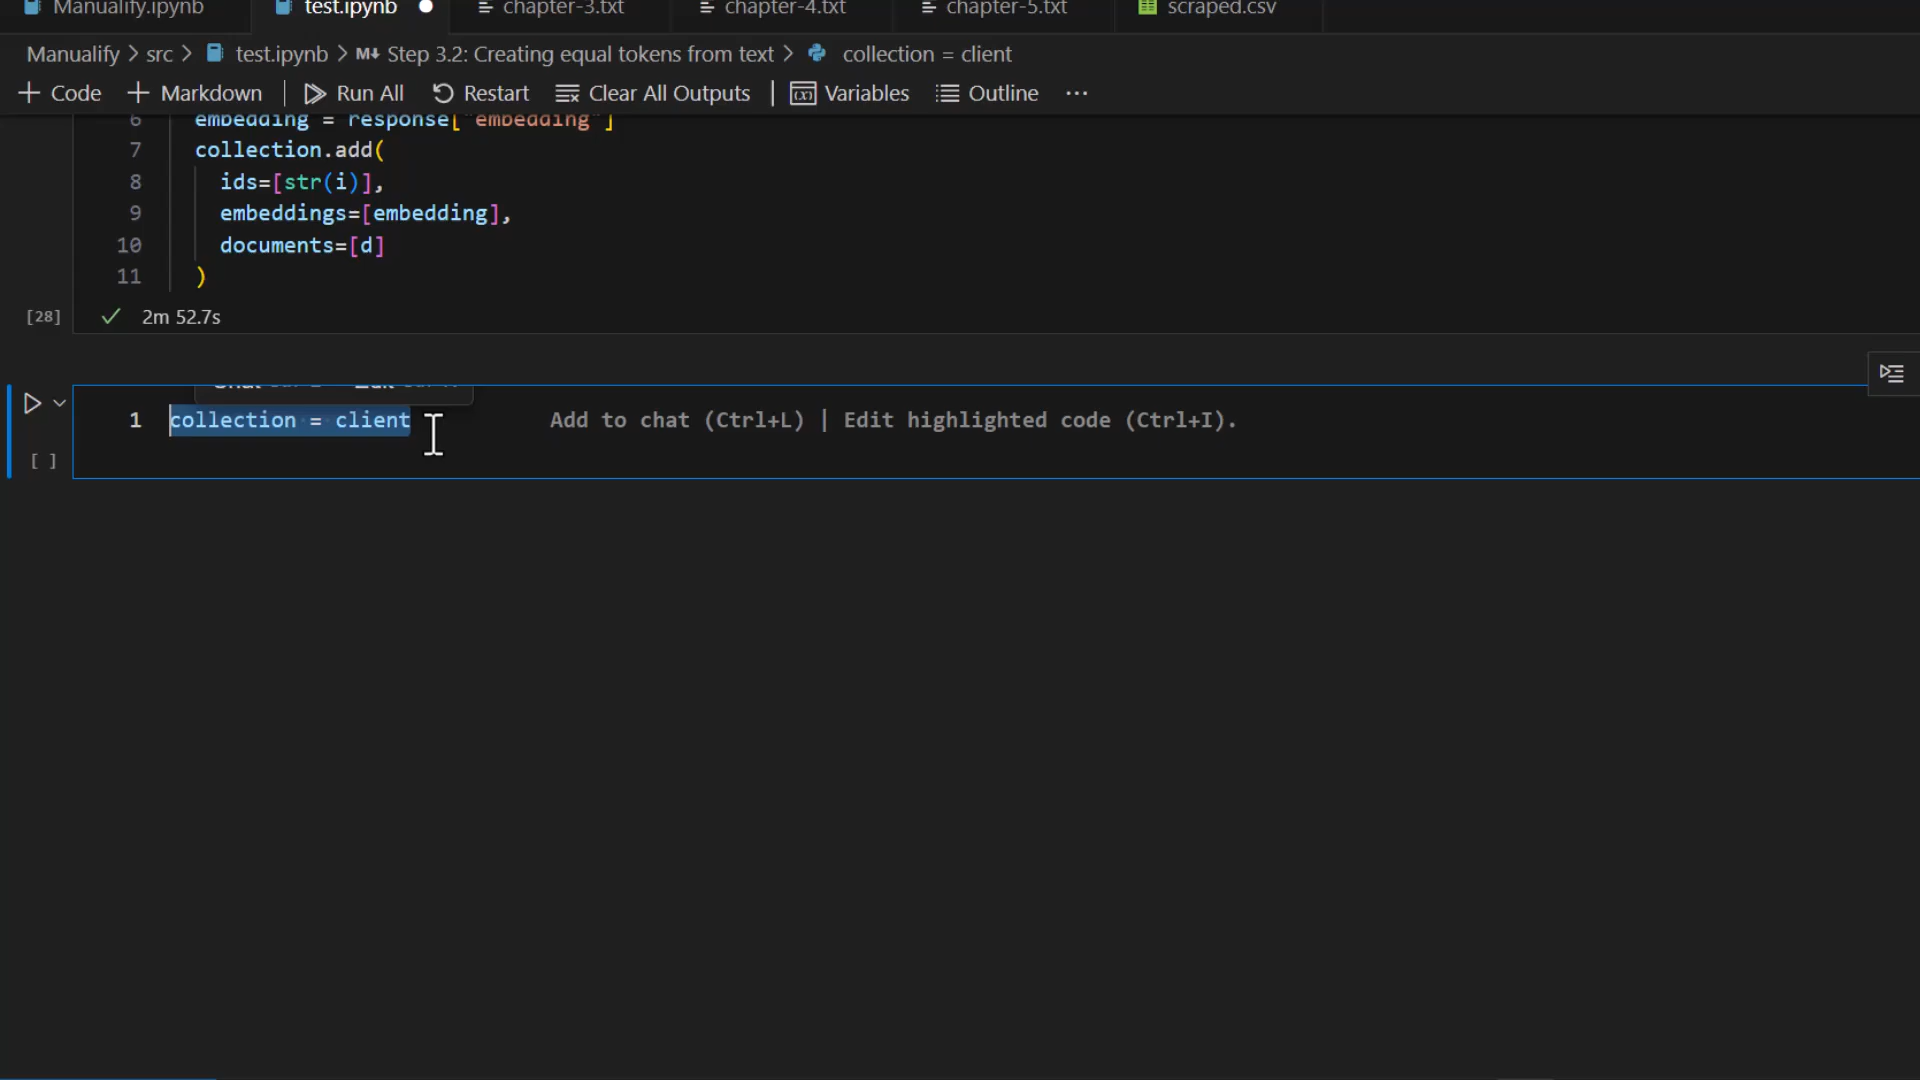 Manualify.ipynb test.ipynb chapter-3.txt chapter-4.txt chapter-5.txt scraped.csv
Manualify > src > test.ipynb > M↓ Step 3.2: Creating equal tokens from text > collection = client
+ Code + Markdown | Run All Restart Clear All Outputs | Variables Outline ...
6 embedding = response["embedding"]
7 collection.add(
8 ids=[str(i)],
9 embeddings=[embedding],
10 documents=[d]
11 )
[28] ✓ 2m 52.7s
1 collection = client Add to chat (Ctrl+L) | Edit highlighted code (Ctrl+I).
[ ]